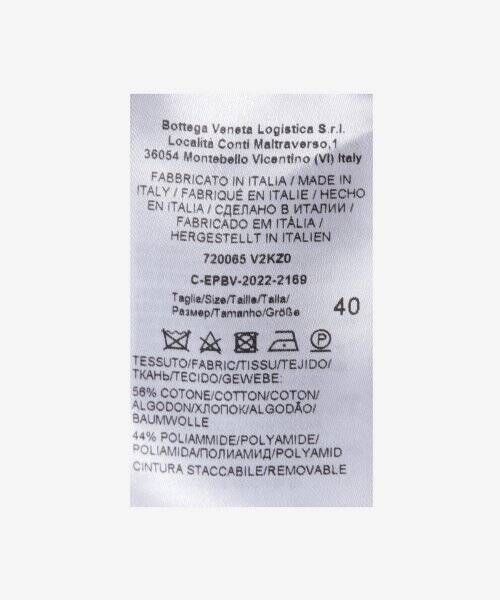 Bottega Veneta Logistica S.r.l.
Località Conti Maltraverso,1
36054 Montebello Vicentino (VI) Italy
FABBRICATO IN ITALIA / MADE IN
ITALY / FABRIQUÉ EN ITALIE / HECHO
EN ITALIA / СДЕЛАНО В ИТАЛИИ /
FABRICADO EM ITÀLIA /
HERGESTELLT IN ITALIEN
720065 V2KZ0
C-EPBV-2022-2169
Taglia/Size/Taille/Talla/
Размер/Tamanho/Größe
40
TESSUTO/FABRIC/TISSU/TEJIDO/
ТКАНЬ/TECIDO/GEWEBE:
56% COTONE/COTTON/COTON/
ALGODON/ХЛОПОК/ALGODÃO/
BAUMWOLLE
44% POLIAMMIDE/POLYAMIDE/
POLIAMIDA/ПОЛИАМИД/POLYAMID
CINTURA STACCABILE/REMOVABLE